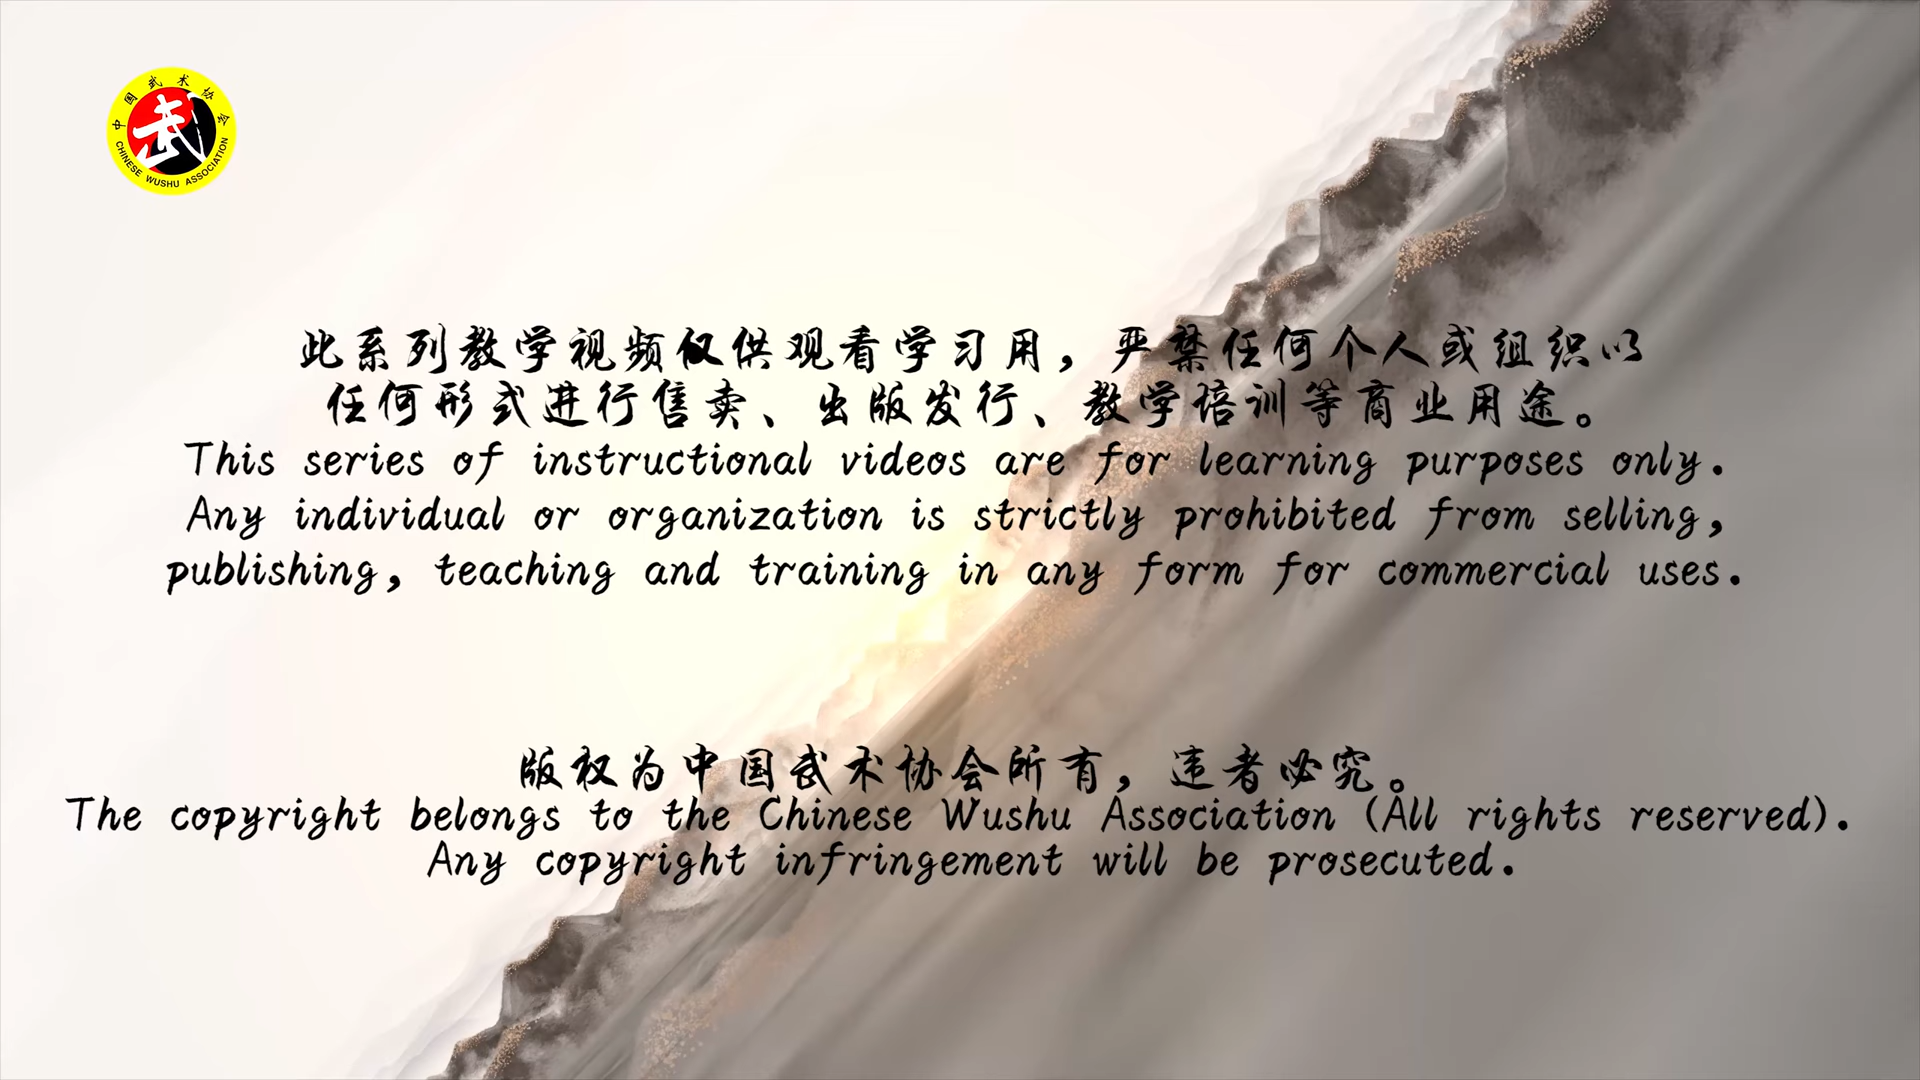 中国武术协会
武
CHINESE WUSHU ASSOCIATION
此系列教学视频仅供观看学习用，严禁任何个人或组织以
任何形式进行售卖、出版发行、教学培训等商业用途。
This series of instructional videos are for learning purposes only.
Any individual or organization is strictly prohibited from selling,
publishing, teaching and training in any form for commercial uses.
版权为中国武术协会所有，违者必究。
The copyright belongs to the Chinese Wushu Association (All rights reserved).
Any copyright infringement will be prosecuted.